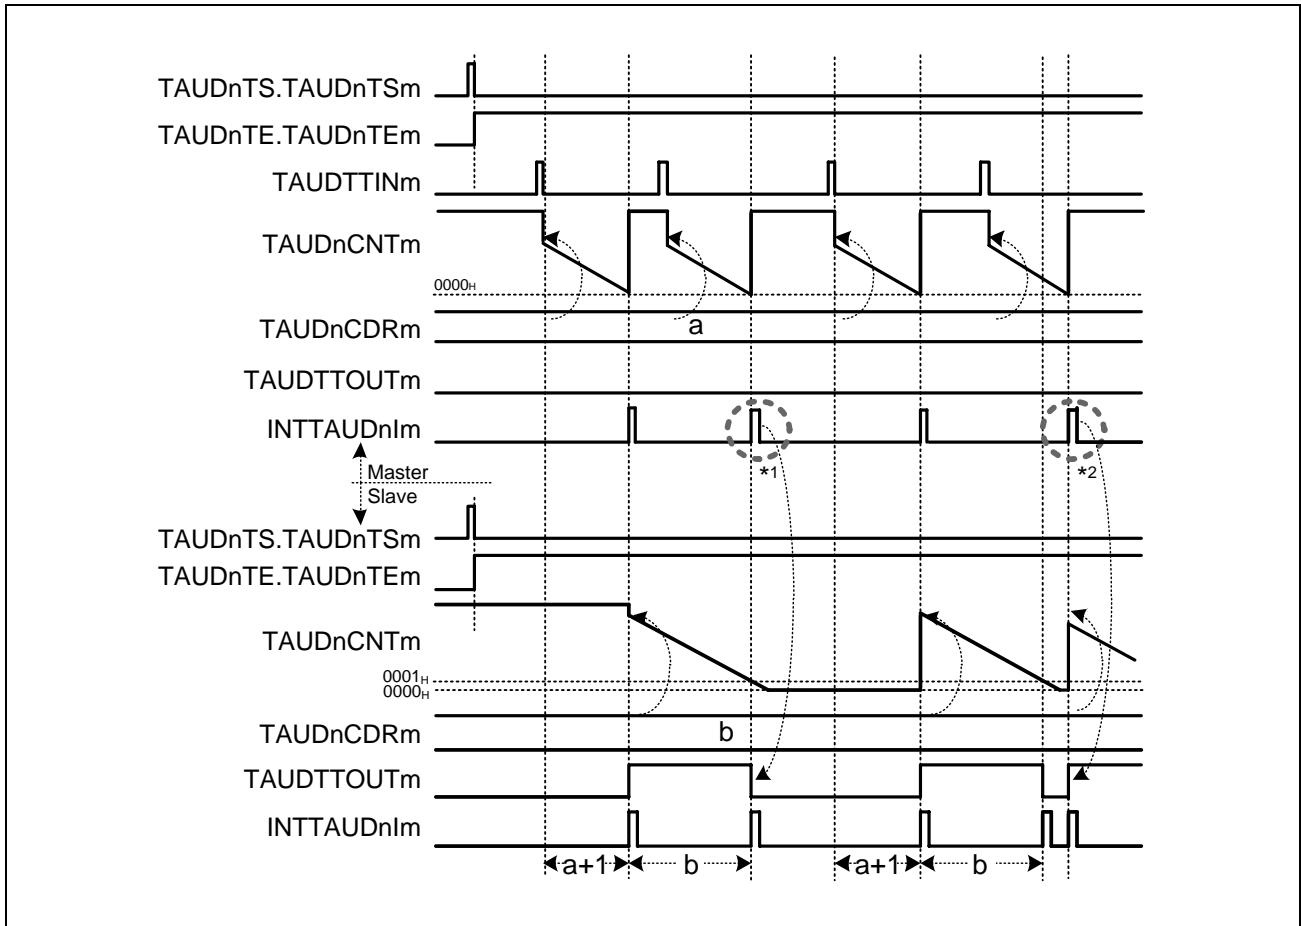 TAUDnTS.TAUDnTSm
TAUDnTE.TAUDnTEm
TAUDTTINm
TAUDnCNTm
0000H
TAUDnCDRm
a
TAUDTTOUTm
INTTAUDnIm
*1
*2
Master
Slave
TAUDnTS.TAUDnTSm
TAUDnTE.TAUDnTEm
TAUDnCNTm
0001H
0000H
TAUDnCDRm
b
TAUDTTOUTm
INTTAUDnIm
a+1 b a+1 b